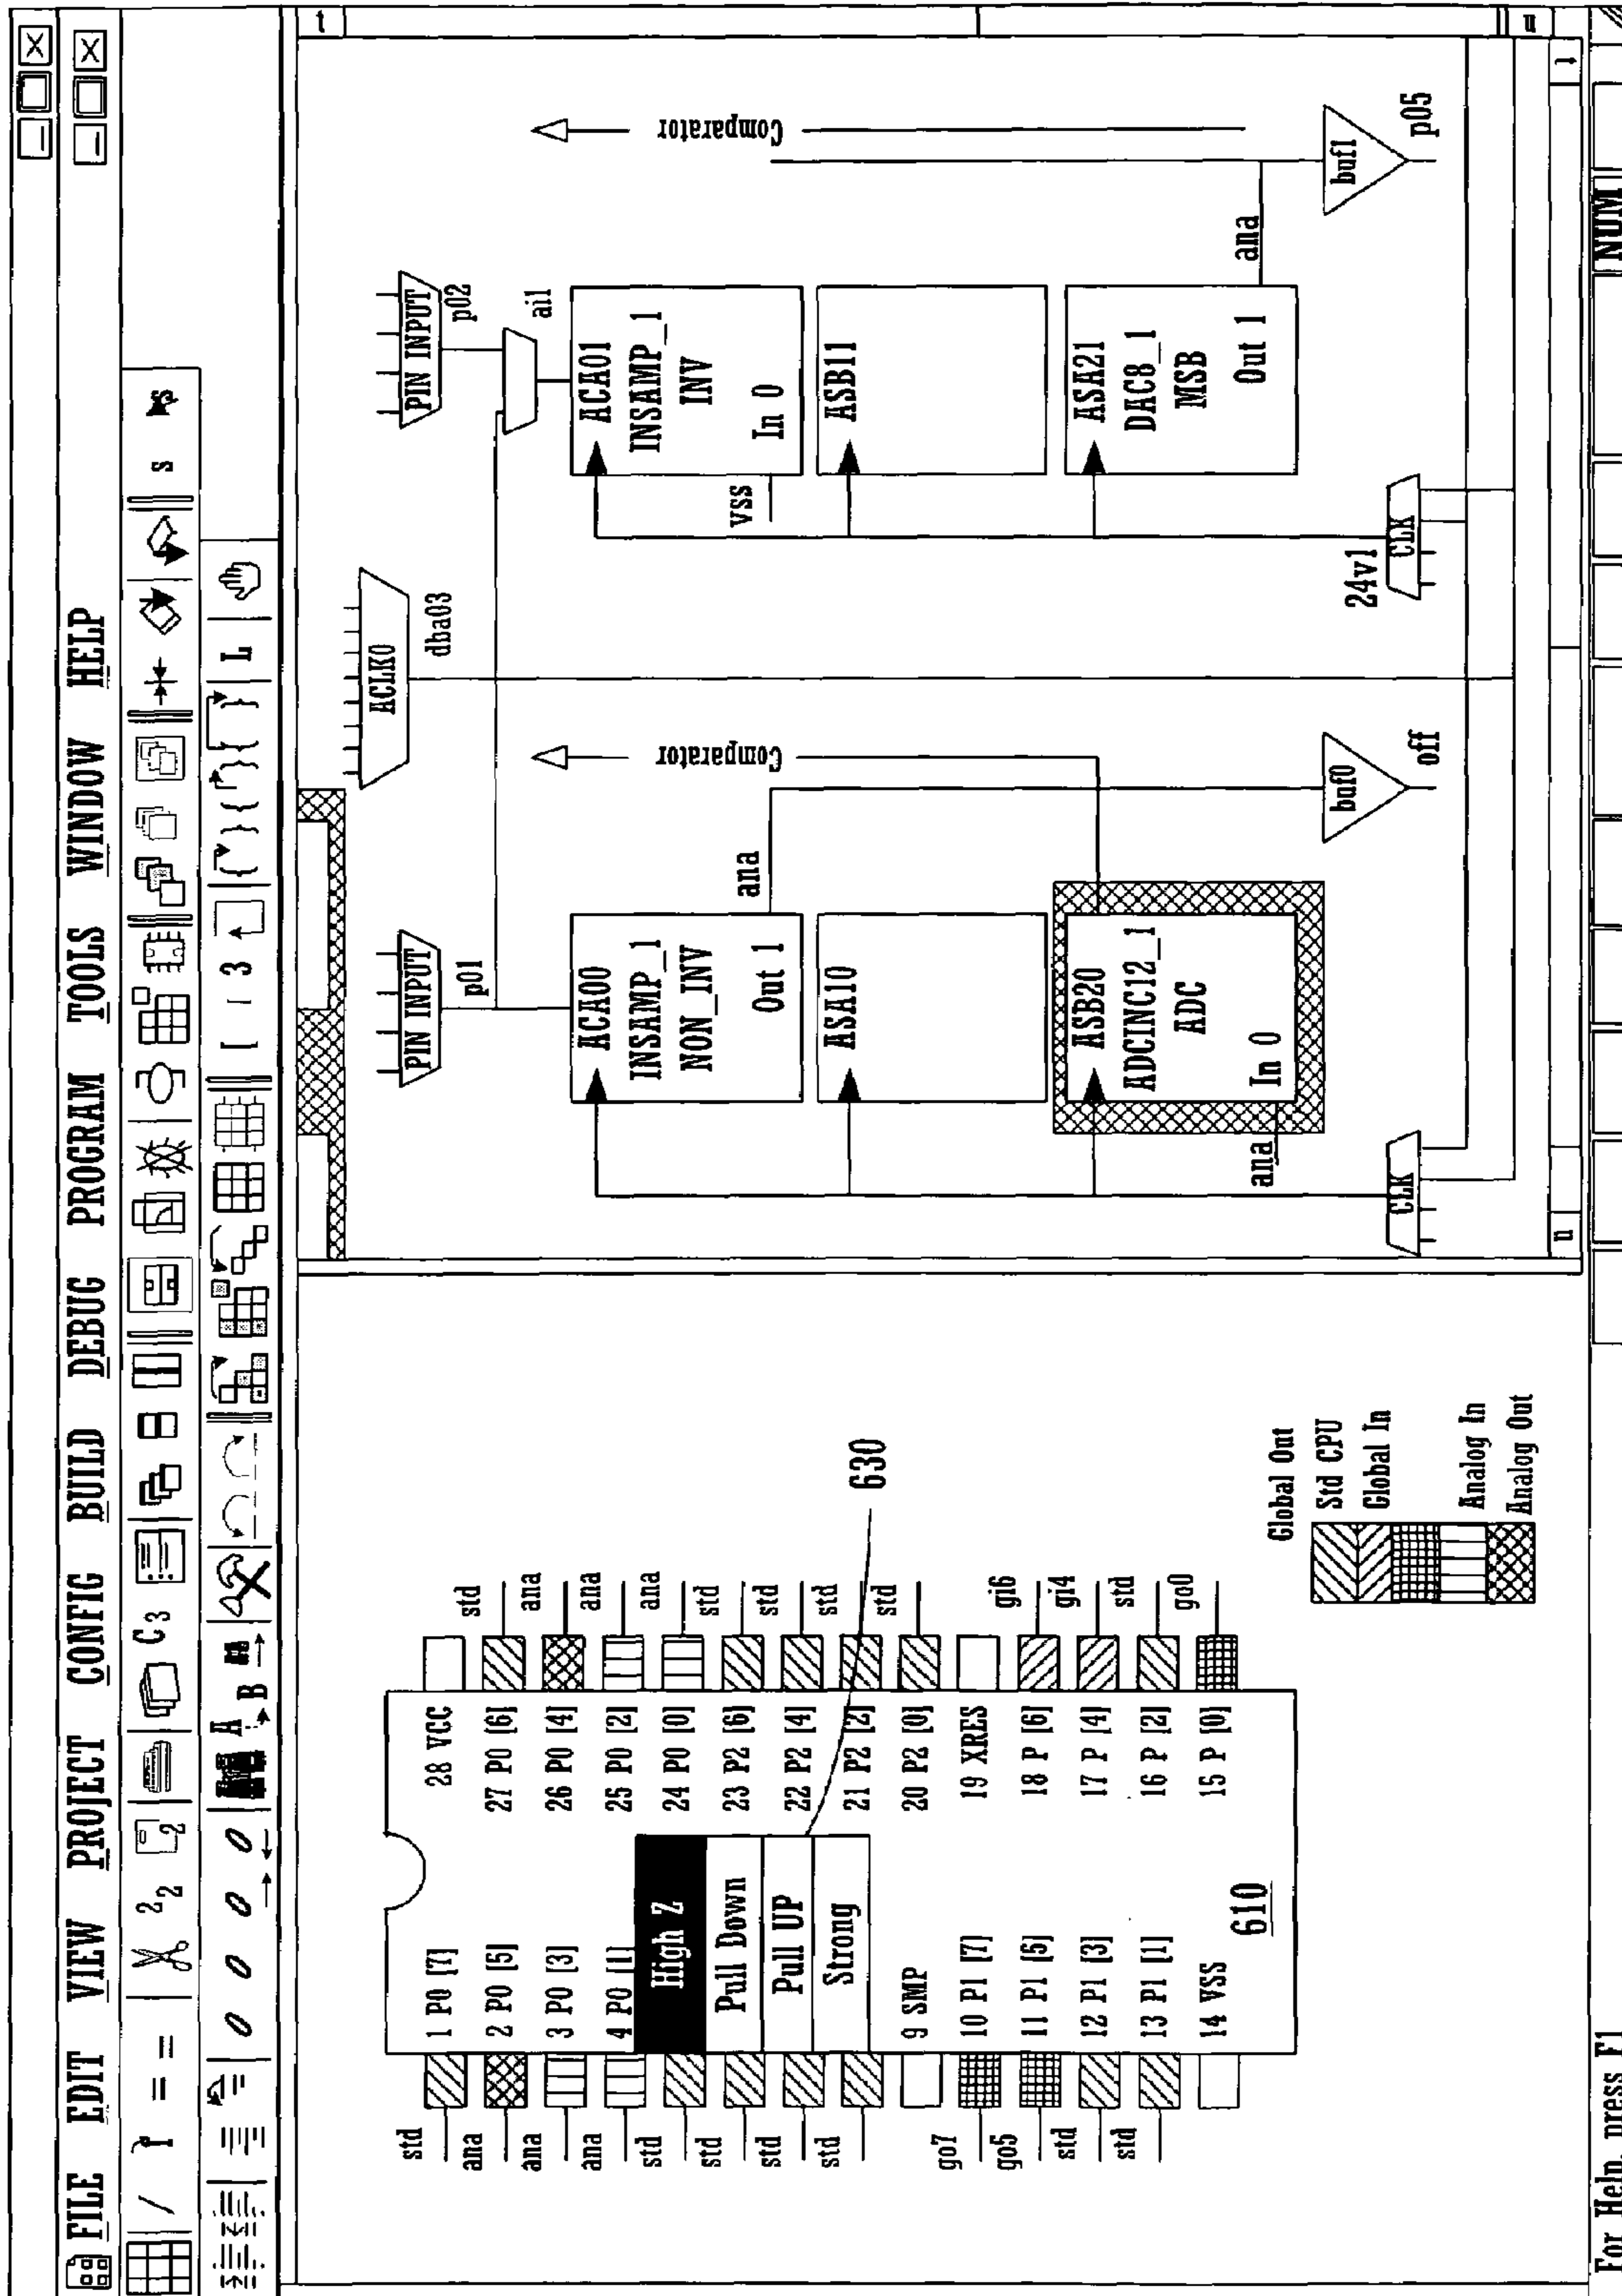 FILE EDIT VIEW PROJECT CONFIG BUILD DEBUG PROGRAM TOOLS WINDOW HELP
C 3
A
B
[ 3
L
s
std
ana
ana
ana
std
std
std
std
go7
go5
std
std
1 P0 [7]
2 P0 [5]
3 P0 [3]
4 P0 [1]
High Z
Pull Down
Pull UP
Strong
9 SMP
10 P1 [7]
11 P1 [5]
12 P1 [3]
13 P1 [1]
14 VSS
610
28 VCC
27 P0 [6]
26 P0 [4]
25 P0 [2]
24 P0 [0]
23 P2 [6]
22 P2 [4]
21 P2 [2]
20 P2 [0]
19 XRES
18 P [6]
17 P [4]
16 P [2]
15 P [0]
std
ana
ana
ana
std
std
std
std
gi6
gi4
std
go0
630
Global Out
Std CPU
Global In
Analog In
Analog Out
PIN INPUT
p01
ACLK0
dba03
PIN INPUT
p02
ai1
ACA00
INSAMP_1
NON_INV
Out 1
ana
ASA10
ASB20
ADCINC12_1
ADC
In 0
ana
CLK
Comparator
buf0
off
ACA01
INSAMP_1
INV
In 0
VSS
ASB11
ASA21
DAC8_1
MSB
Out 1
ana
24v1
CLK
Comparator
buf1
p05
For Help, press F1
NUM